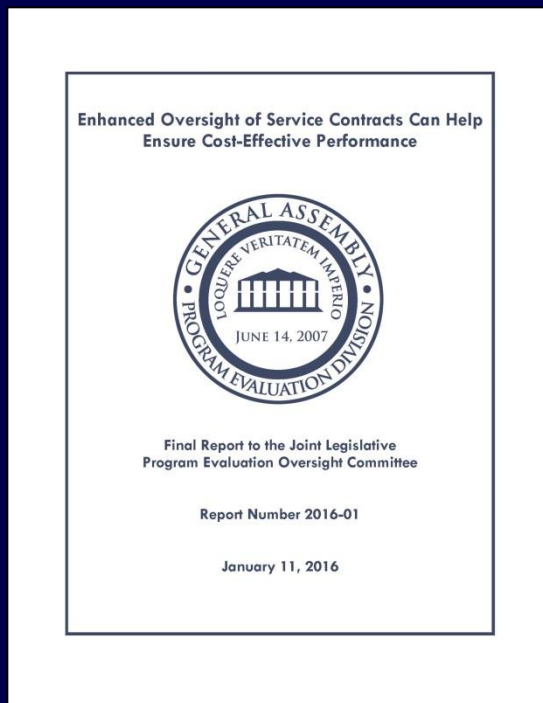 Enhanced Oversight of Service Contracts Can Help
Ensure Cost-Effective Performance
GENERAL ASSEMBLY
LOQUERE VERITATEM IMPERIO
JUNE 14, 2007
PROGRAM EVALUATION DIVISION
Final Report to the Joint Legislative
Program Evaluation Oversight Committee
Report Number 2016-01
January 11, 2016